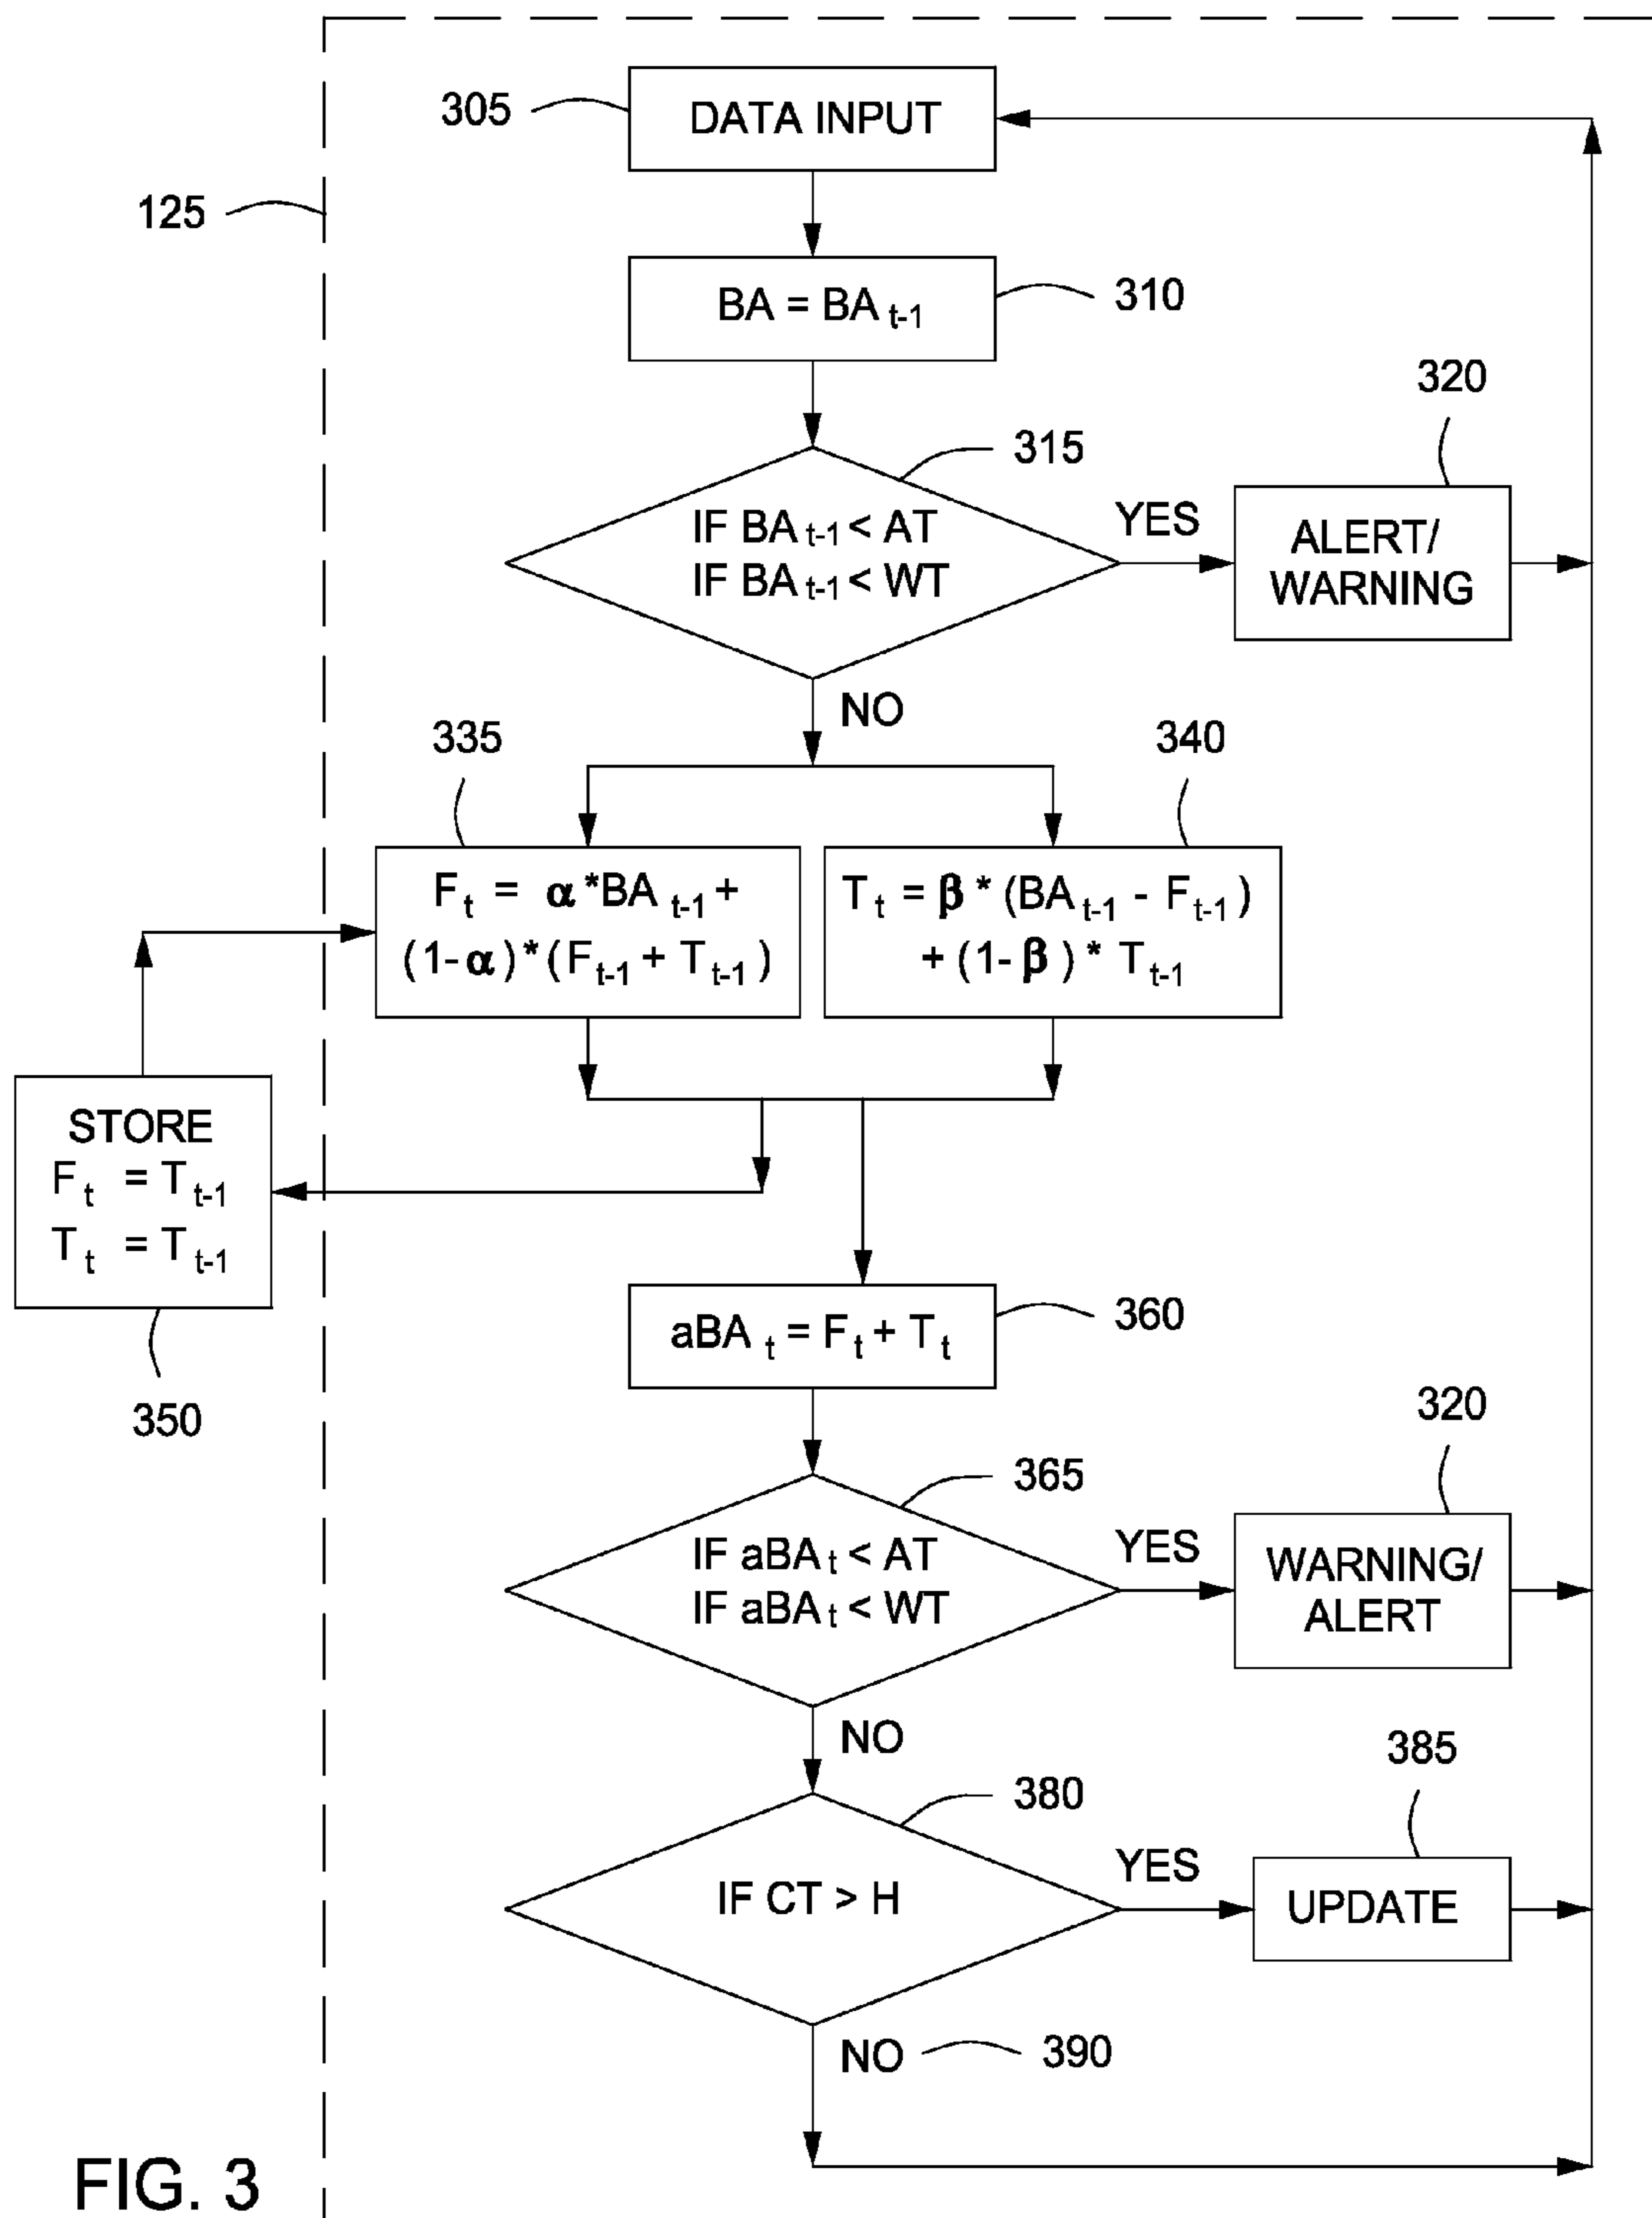 305
DATA INPUT
125
BA = BA t-1
310
320
315
IF BA t-1 < AT
IF BA t-1 < WT
YES
ALERT/
WARNING
NO
335
340
F t = α *BA t-1 +
(1-α)*(F t-1 + T t-1)
T t = β * (BA t-1 - F t-1)
+ (1-β) * T t-1
STORE
F t = T t-1
T t = T t-1
350
aBA t = F t + T t
360
320
365
IF aBA t < AT
IF aBA t < WT
YES
WARNING/
ALERT
NO
385
380
IF CT > H
YES
UPDATE
NO
390
FIG. 3